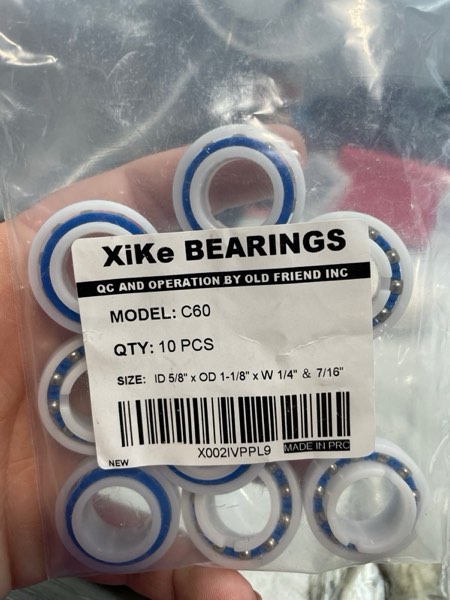 XiKe BEARINGS
QC AND OPERATION BY OLD FRIEND INC
MODEL: C60
QTY: 10 PCS
SIZE: ID 5/8" x OD 1-1/8" x W 1/4" & 7/16"
X002IVPPL9
MADE IN PRC
NEW